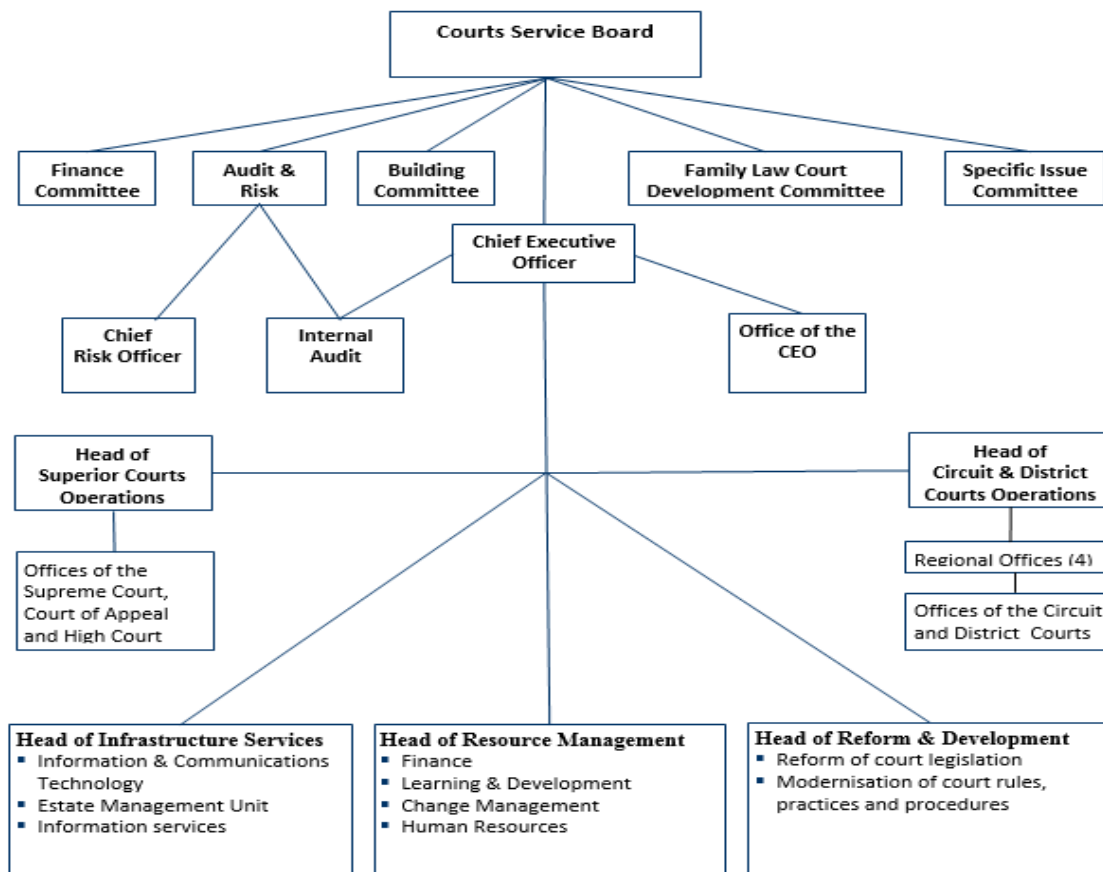 Courts Service Board
Finance
Committee
Audit &
Risk
Building
Committee
Family Law Court
Development Committee
Specific Issue
Committee
Chief Executive
Officer
Chief
Risk Officer
Internal
Audit
Office of the
CEO
Head of
Superior Courts
Operations
Head of
Circuit & District
Courts Operations
Offices of the
Supreme Court,
Court of Appeal
and High Court
Regional Offices (4)
Offices of the Circuit
and District Courts
Head of Infrastructure Services
▪ Information & Communications
Technology
▪ Estate Management Unit
▪ Information services
Head of Resource Management
▪ Finance
▪ Learning & Development
▪ Change Management
▪ Human Resources
Head of Reform & Development
▪ Reform of court legislation
▪ Modernisation of court rules,
practices and procedures